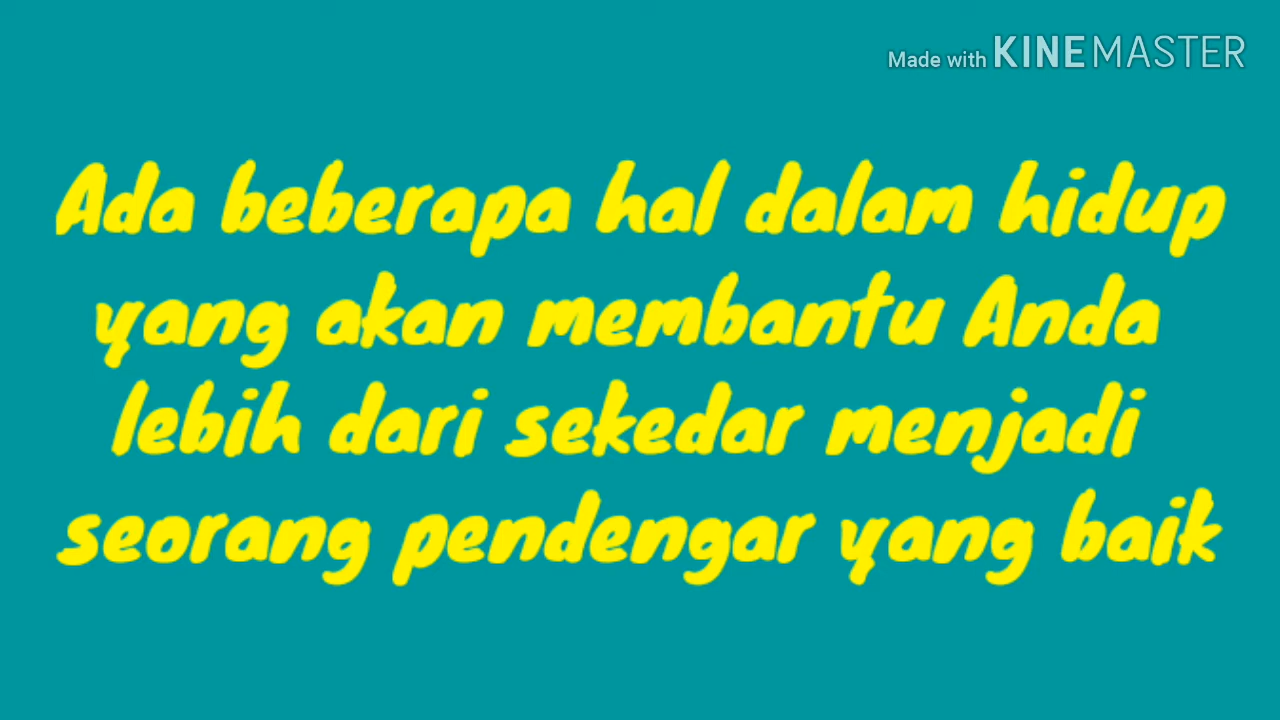 Made with KINEMASTER
Ada beberapa hal dalam hidup
yang akan membantu Anda
lebih dari sekedar menjadi
seorang pendengar yang baik